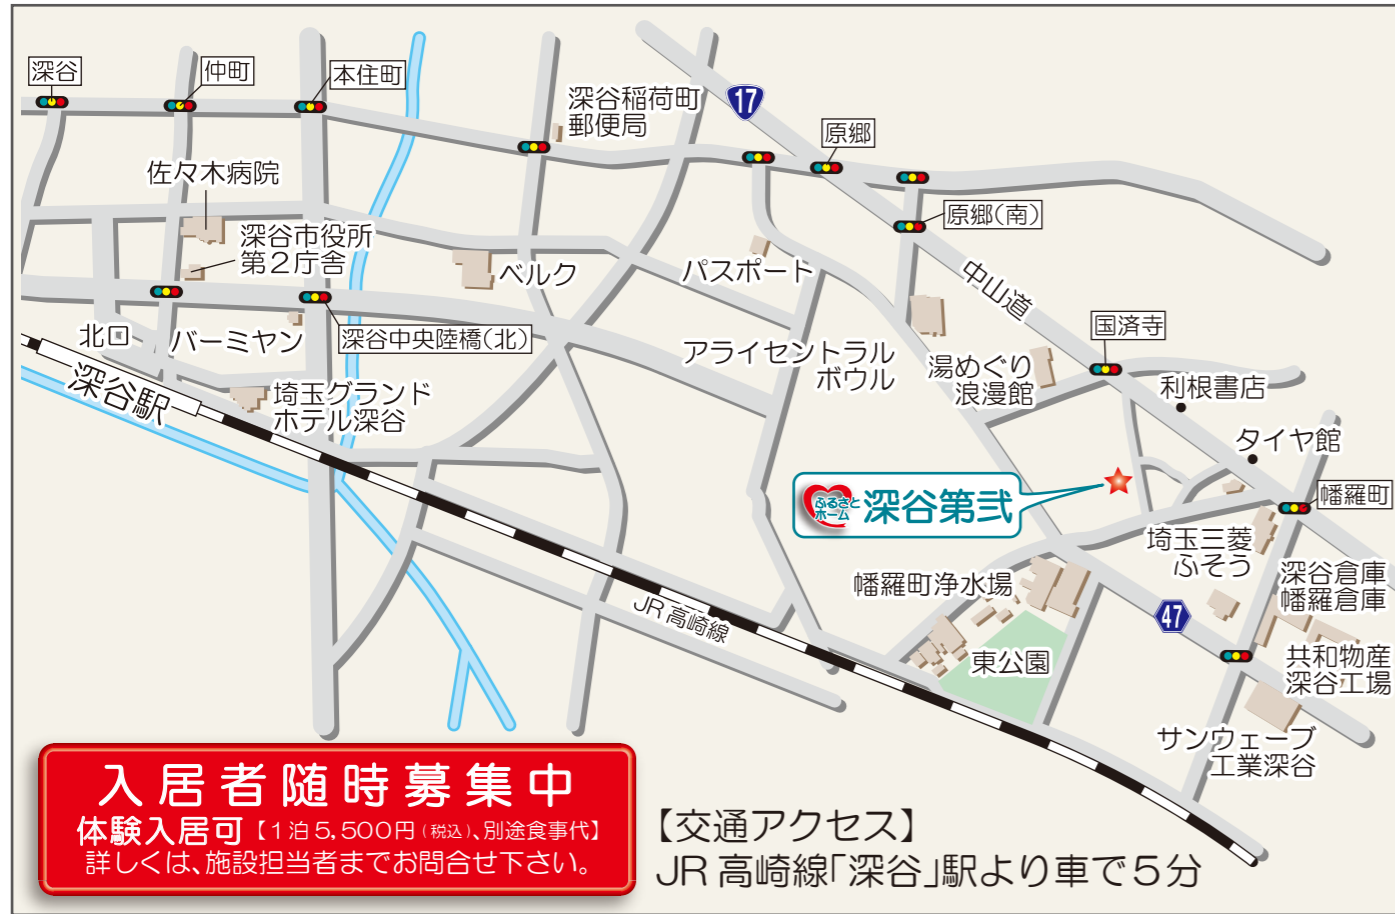 深谷
仲町
本住町
深谷稲荷町
郵便局
17
原郷
原郷(南)
佐々木病院
深谷市役所
第2庁舎
ベルク
パスポート
中山道
国済寺
北口
バーミヤン
深谷中央陸橋(北)
アライセントラル
ボウル
湯めぐり
浪漫館
利根書店
深谷駅
埼玉グランド
ホテル深谷
タイヤ館
ふるさと
ホーム
深谷第弐
幡羅町
埼玉三菱
ふそう
幡羅町浄水場
深谷倉庫
幡羅倉庫
JR高崎線
47
東公園
共和物産
深谷工場
サンウェーブ
工業深谷
入居者随時募集中
体験入居可【1泊5,500円(税込)、別途食事代】
詳しくは、施設担当者までお問合せ下さい。
【交通アクセス】
JR高崎線「深谷」駅より車で5分